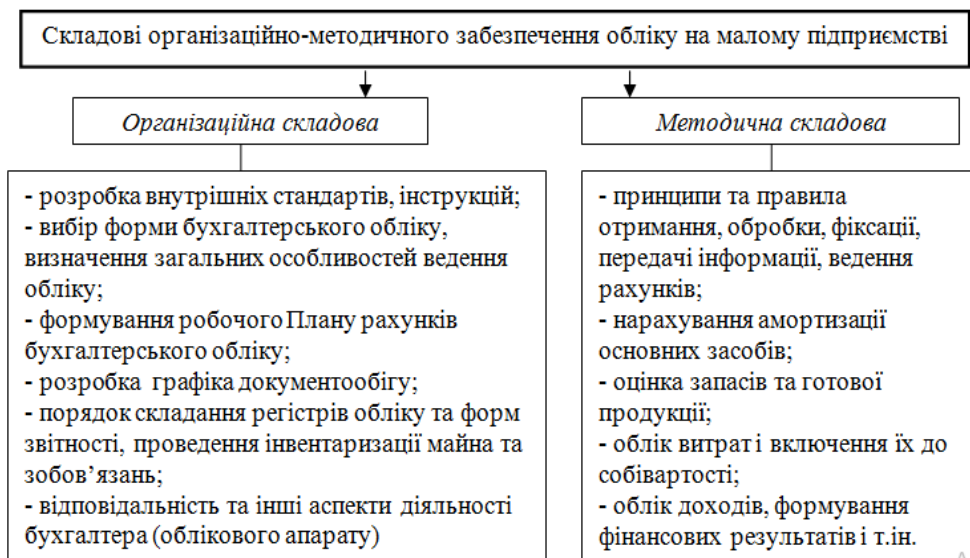 Складові організаційно-методичного забезпечення обліку на малому підприємстві
Організаційна складова
- розробка внутрішніх стандартів, інструкцій;
- вибір форми бухгалтерського обліку,
визначення загальних особливостей ведення
обліку;
- формування робочого Плану рахунків
бухгалтерського обліку;
- розробка графіка документообігу;
- порядок складання регістрів обліку та форм
звітності, проведення інвентаризації майна та
зобов’язань;
- відповідальність та інші аспекти діяльності
бухгалтера (облікового апарату)
Методична складова
- принципи та правила
отримання, обробки, фіксації,
передачі інформації, ведення
рахунків;
- нарахування амортизації
основних засобів;
- оцінка запасів та готової
продукції;
- облік витрат і включення їх до
собівартості;
- облік доходів, формування
фінансових результатів і т.ін.